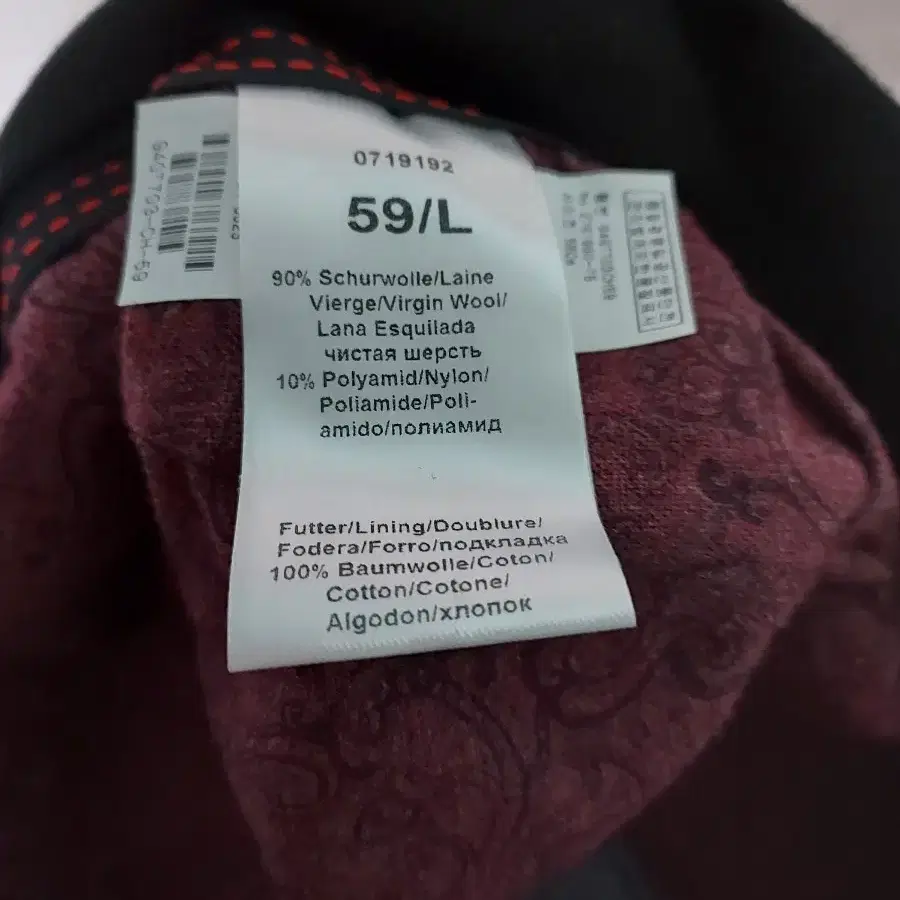 0719192
59/L
90% Schurwolle/Laine
Vierge/Virgin Wool/
Lana Esquilada
чистая шерсть
10% Polyamid/Nylon/
Poliamide/Poli-
amido/полиамид
Futter/Lining/Doublure/
Fodera/Forro/подкладка
100% Baumwolle/Coton/
Cotton/Cotone/
Algodon/хлопок